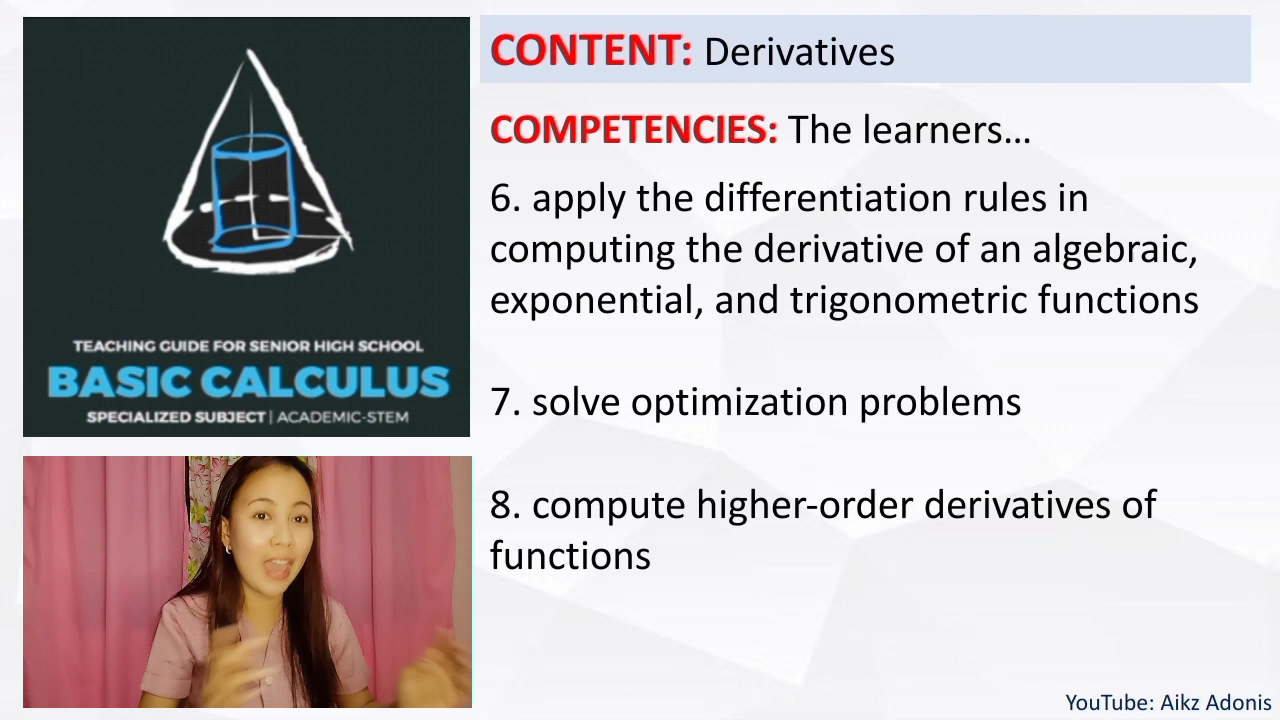 TEACHING GUIDE FOR SENIOR HIGH SCHOOL
BASIC CALCULUS
SPECIALIZED SUBJECT | ACADEMIC-STEM
CONTENT: Derivatives
COMPETENCIES: The learners...
6. apply the differentiation rules in
computing the derivative of an algebraic,
exponential, and trigonometric functions
7. solve optimization problems
8. compute higher-order derivatives of
functions
YouTube: Aikz Adonis